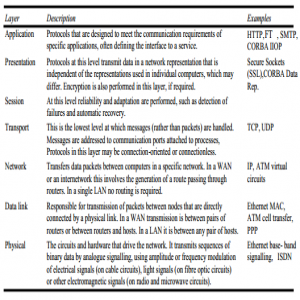 Layer Description Examples
Application Protocols that are designed to meet the communication requirements of HTTP,FT , SMTP,
specific applications, often defining the interface to a service. CORBA IIOP
Presentation Protocols at this level transmit data in a network representation that is Secure Sockets
independent of the representations used in individual computers, which may (SSL),CORBA Data
differ. Encryption is also performed in this layer, if required. Rep.
Session At this level reliability and adaptation are performed, such as detection of
failures and automatic recovery.
Transport This is the lowest level at which messages (rather than packets) are handled. TCP, UDP
Messages are addressed to communication ports attached to processes,
Protocols in this layer may be connection-oriented or connectionless.
Network Transfers data packets between computers in a specific network. In a WAN IP, ATM virtual
or an internetwork this involves the generation of a route passing through circuits
routers. In a single LAN no routing is required.
Data link Responsible for transmission of packets between nodes that are directly Ethernet MAC,
connected by a physical link. In a WAN transmission is between pairs of ATM cell transfer,
routers or between routers and hosts. In a LAN it is between any pair of hosts. PPP
Physical The circuits and hardware that drive the network. It transmits sequences of Ethernet base- band
binary data by analogue signalling, using amplitude or frequency modulation signalling, ISDN
of electrical signals (on cable circuits), light signals (on fibre optic circuits)
or other electromagnetic signals (on radio and microwave circuits).